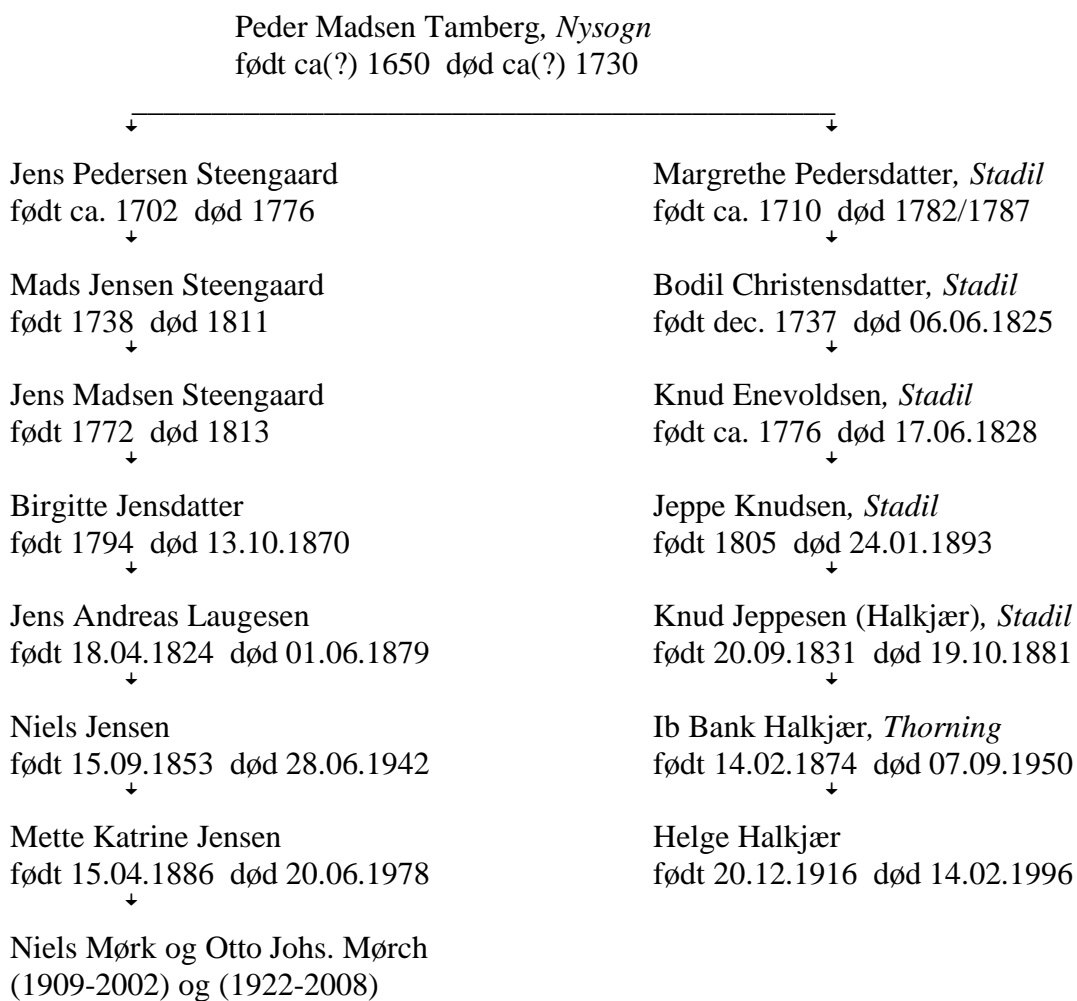 Peder Madsen Tamberg, Nysogn
født ca(?) 1650 død ca(?) 1730
Jens Pedersen Steengaard
født ca. 1702 død 1776
Mads Jensen Steengaard
født 1738 død 1811
Jens Madsen Steengaard
født 1772 død 1813
Birgitte Jensdatter
født 1794 død 13.10.1870
Jens Andreas Laugesen
født 18.04.1824 død 01.06.1879
Niels Jensen
født 15.09.1853 død 28.06.1942
Mette Katrine Jensen
født 15.04.1886 død 20.06.1978
Niels Mørk og Otto Johs. Mørch
(1909-2002) og (1922-2008)
Margrethe Pedersdatter, Stadil
født ca. 1710 død 1782/1787
Bodil Christensdatter, Stadil
født dec. 1737 død 06.06.1825
Knud Enevoldsen, Stadil
født ca. 1776 død 17.06.1828
Jeppe Knudsen, Stadil
født 1805 død 24.01.1893
Knud Jeppesen (Halkjær), Stadil
født 20.09.1831 død 19.10.1881
Ib Bank Halkjær, Thorning
født 14.02.1874 død 07.09.1950
Helge Halkjær
født 20.12.1916 død 14.02.1996